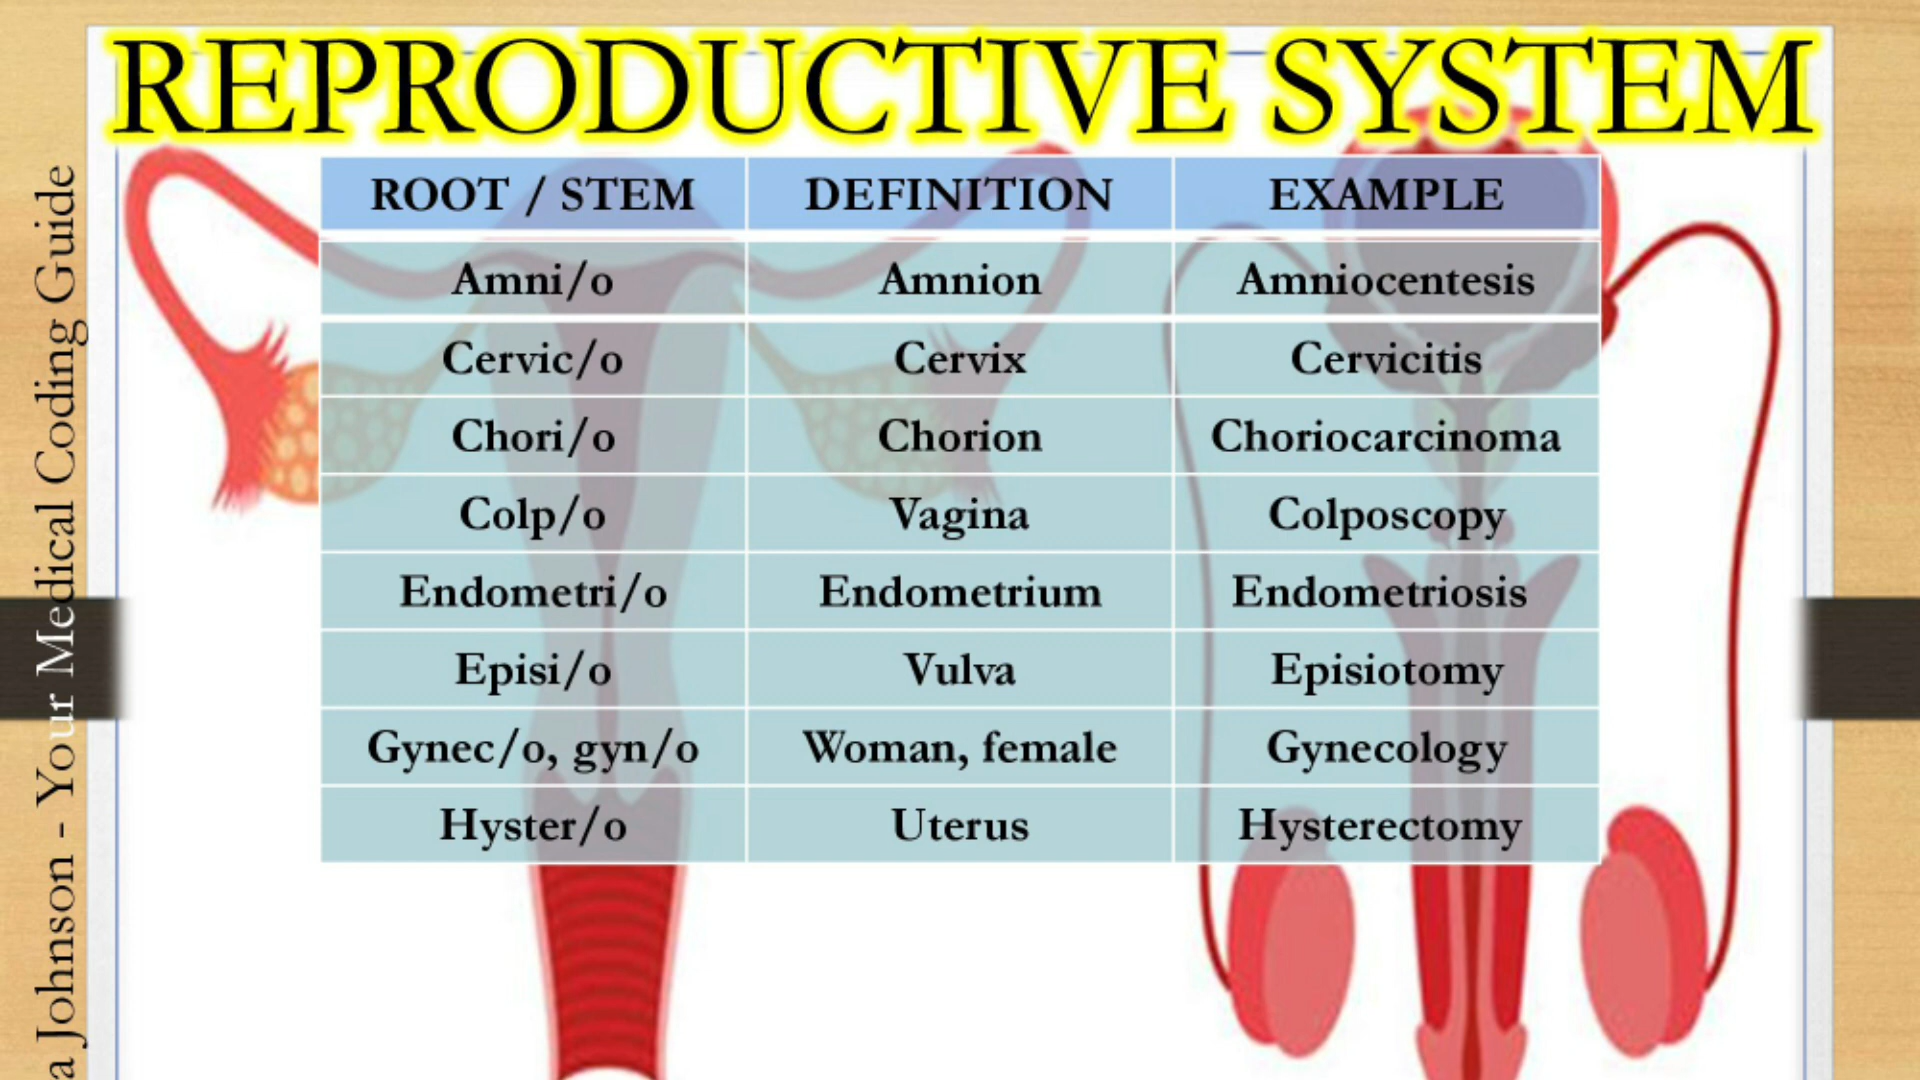 REPRODUCTIVE SYSTEM
ROOT / STEM DEFINITION EXAMPLE
Amni/o Amnion Amniocentesis
Cervic/o Cervix Cervicitis
Chori/o Chorion Choriocarcinoma
Colp/o Vagina Colposcopy
Endometri/o Endometrium Endometriosis
Episi/o Vulva Episiotomy
Gynec/o, gyn/o Woman, female Gynecology
Hyster/o Uterus Hysterectomy
Johnson - Your Medical Coding Guide